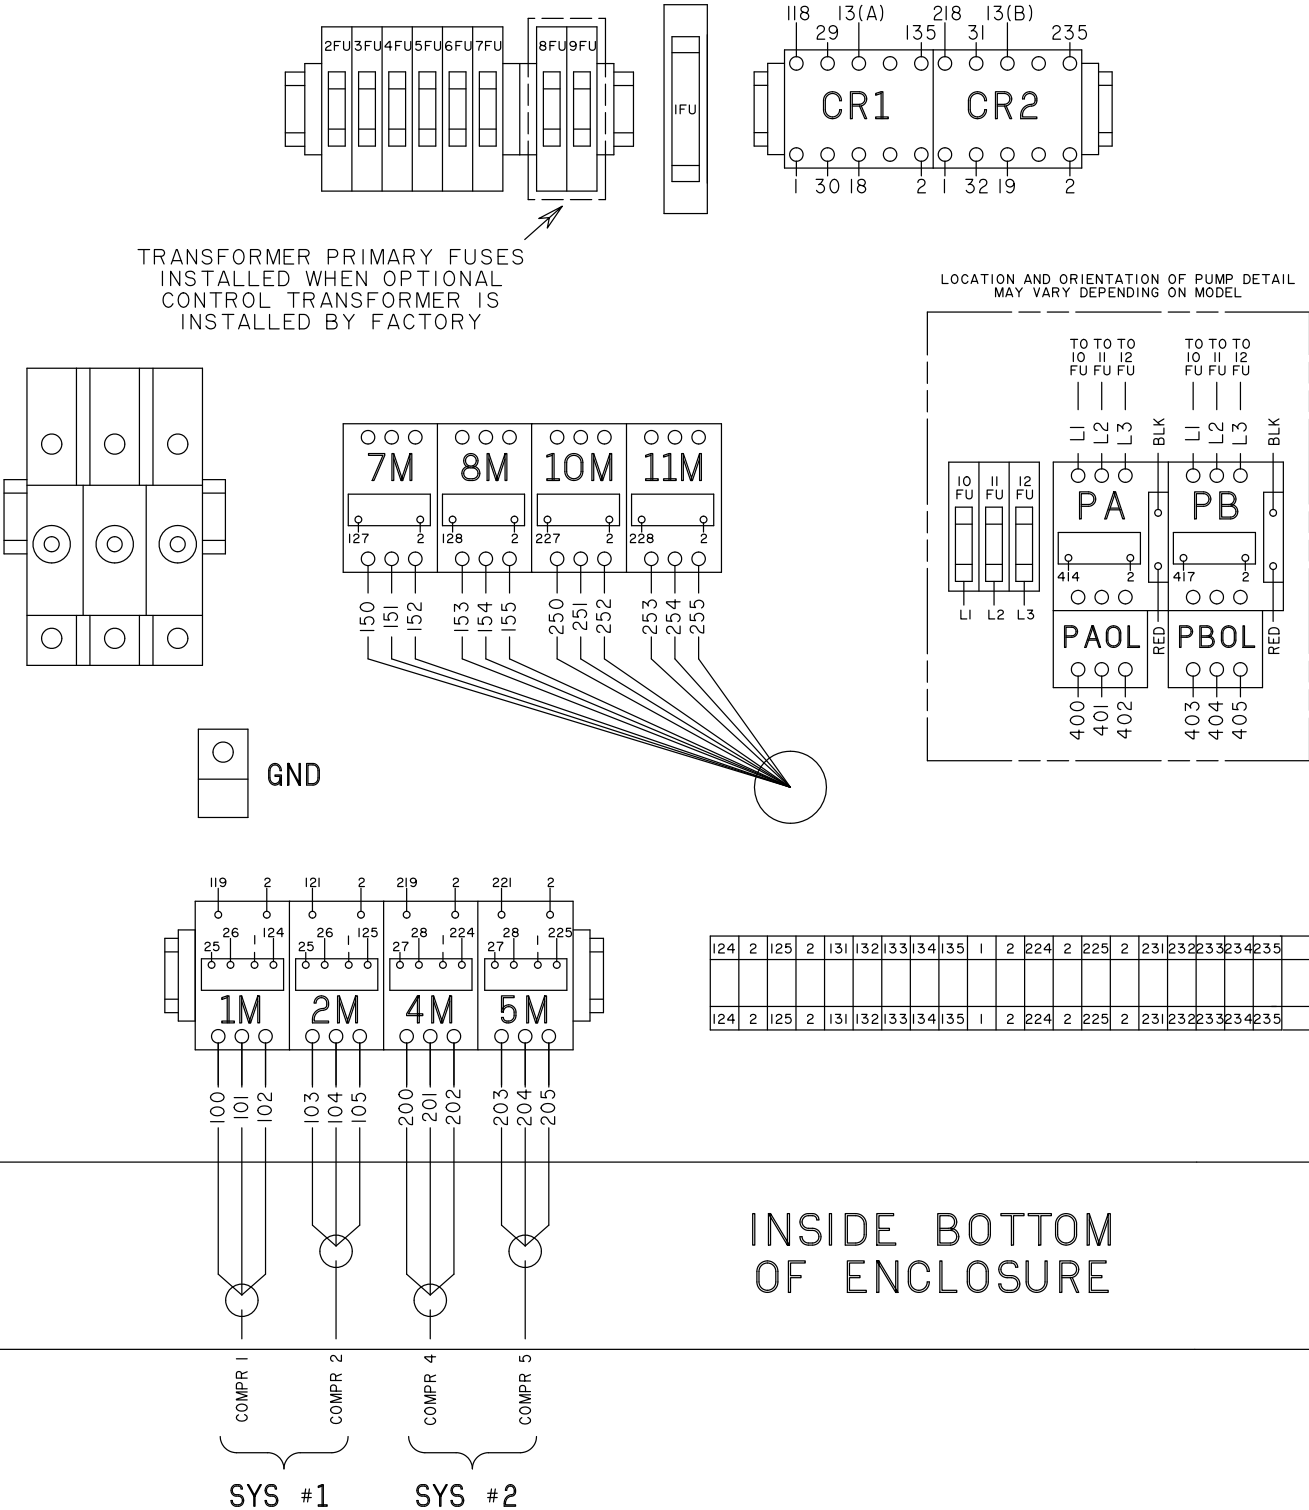 118 13(A) 218 13(B)
29 135 31 235
2FU 3FU 4FU 5FU 6FU 7FU 8FU 9FU
1FU
CR1 CR2
1 30 18 2 1 32 19 2
TRANSFORMER PRIMARY FUSES
INSTALLED WHEN OPTIONAL
CONTROL TRANSFORMER IS
INSTALLED BY FACTORY
LOCATION AND ORIENTATION OF PUMP DETAIL
MAY VARY DEPENDING ON MODEL
TO TO TO TO TO TO
10 11 12 10 11 12
FU FU FU FU FU FU
L1 L2 L3 BLK L1 L2 L3 BLK
7M 8M 10M 11M
127 2 128 2 227 2 228 2
150 151 152 153 154 155 250 251 252 253 254 255
10 11 12
FU FU FU
PA PB
414 2 417 2
L1 L2 L3
PAOL RED PBOL RED
400 401 402 403 404 405
GND
119 2 121 2 219 2 221 2
26 1 124 26 1 125 28 1 224 28 1 225
25 25 27 27
1M 2M 4M 5M
100 101 102 103 104 105 200 201 202 203 204 205
124 2 125 2 131 132 133 134 135 1 2 224 2 225 2 231 232 233 234 235
124 2 125 2 131 132 133 134 135 1 2 224 2 225 2 231 232 233 234 235
INSIDE BOTTOM
OF ENCLOSURE
COMPR 1 COMPR 2 COMPR 4 COMPR 5
SYS #1 SYS #2